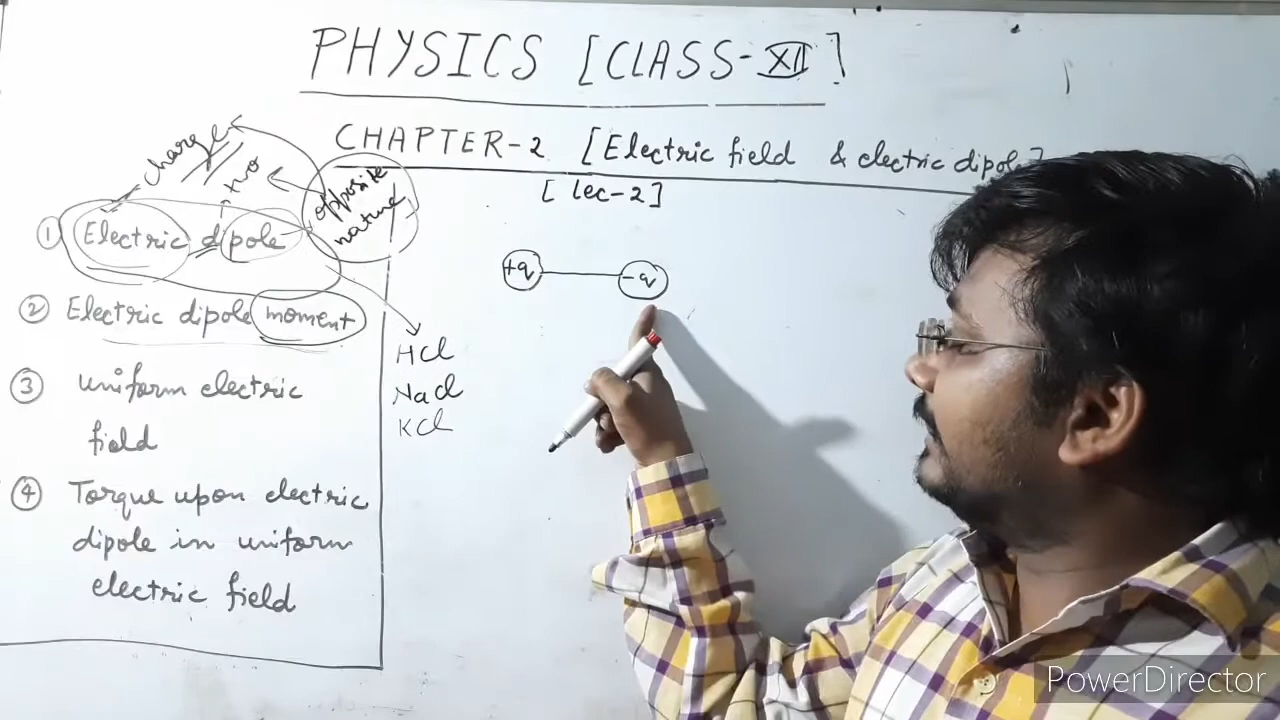 PHYSICS [CLASS-XII]
CHAPTER-2 [Electric field & electric dipole]
[Lec-2]
charge
two
opposite
nature
① Electric dipole
② Electric dipole moment
③ uniform electric
field
④ Torque upon electric
dipole in uniform
electric field
HCl
NaCl
KCl
+q
-q
PowerDirector